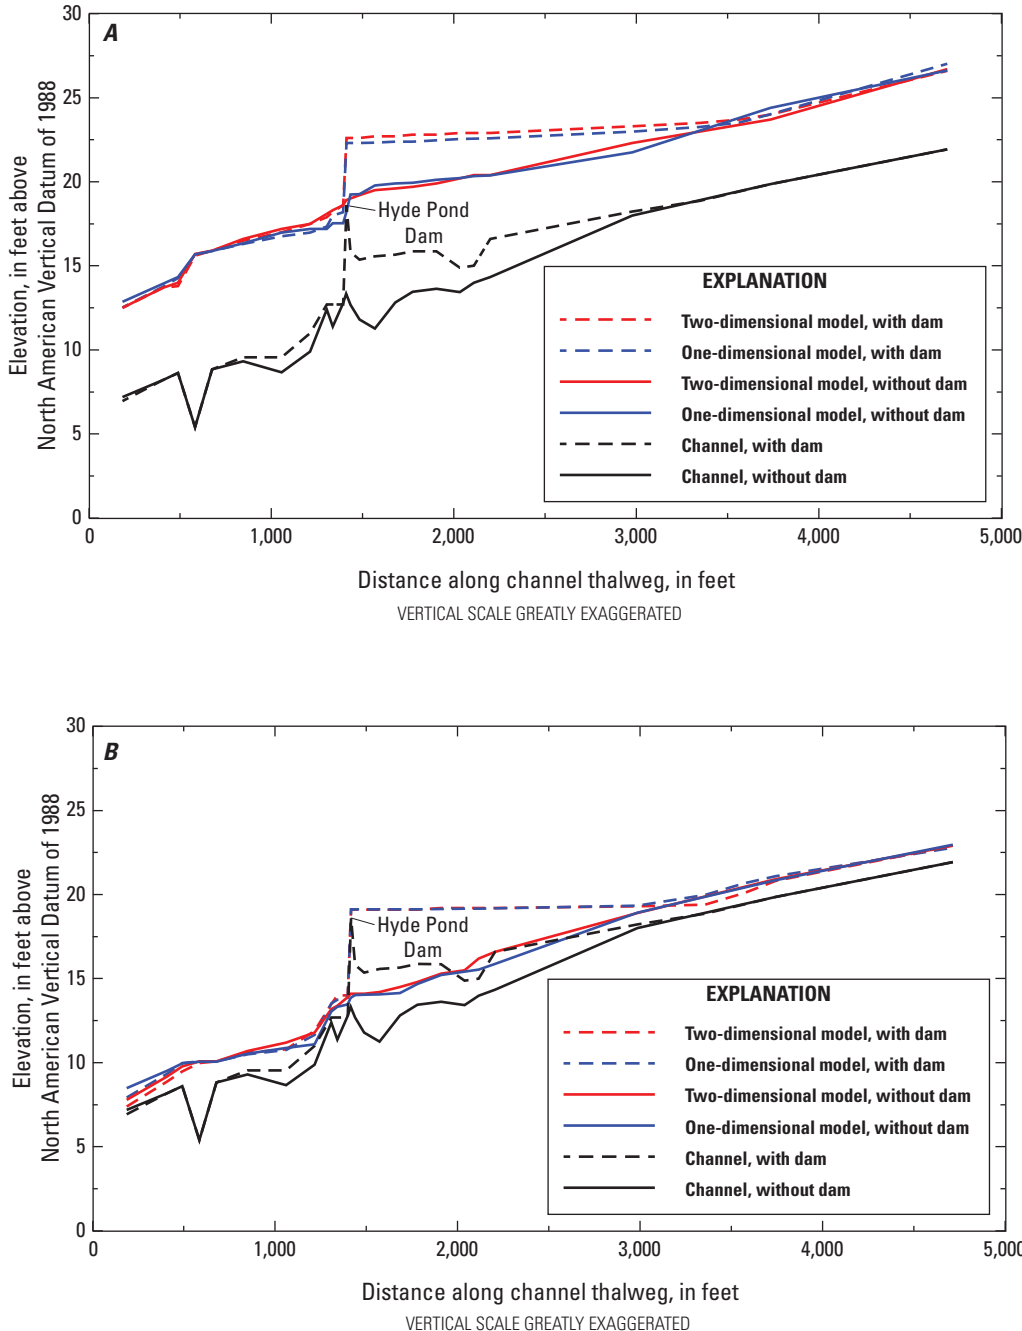 A
30
25
20
15
10
5
0
Elevation, in feet above
North American Vertical Datum of 1988
Hyde Pond
Dam
EXPLANATION
Two-dimensional model, with dam
One-dimensional model, with dam
Two-dimensional model, without dam
One-dimensional model, without dam
Channel, with dam
Channel, without dam
0 1,000 2,000 3,000 4,000 5,000
Distance along channel thalweg, in feet
VERTICAL SCALE GREATLY EXAGGERATED
B
30
25
20
15
10
5
0
Elevation, in feet above
North American Vertical Datum of 1988
Hyde Pond
Dam
EXPLANATION
Two-dimensional model, with dam
One-dimensional model, with dam
Two-dimensional model, without dam
One-dimensional model, without dam
Channel, with dam
Channel, without dam
0 1,000 2,000 3,000 4,000 5,000
Distance along channel thalweg, in feet
VERTICAL SCALE GREATLY EXAGGERATED